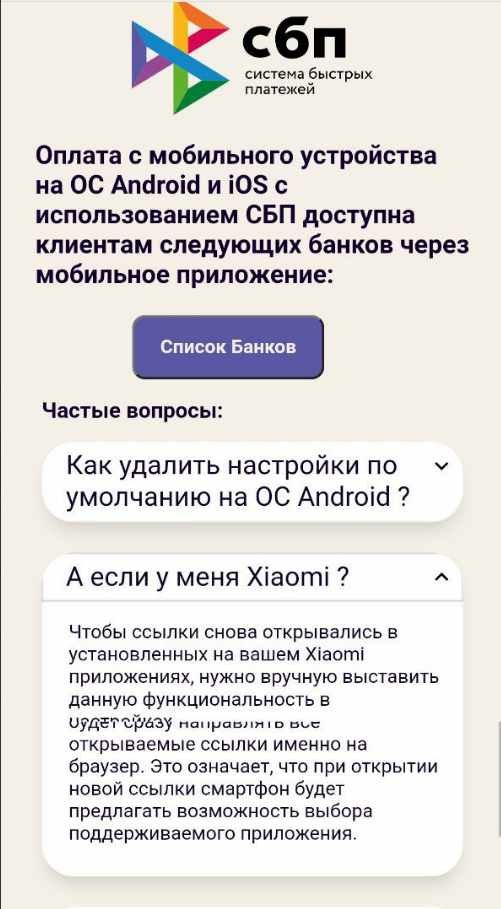 сбп
система быстрых
платежей
Оплата с мобильного устройства
на ОС Android и iOS с
использованием СБП доступна
клиентам следующих банков через
мобильное приложение:
Список Банков
Частые вопросы:
Как удалить настройки по
умолчанию на ОС Android ?
А если у меня Xiaomi ?
Чтобы ссылки снова открывались в
установленных на вашем Xiaomi
приложениях, нужно вручную выставить
данную функциональность в
направлять все
открываемые ссылки именно на
браузер. Это означает, что при открытии
новой ссылки смартфон будет
предлагать возможность выбора
поддерживаемого приложения.